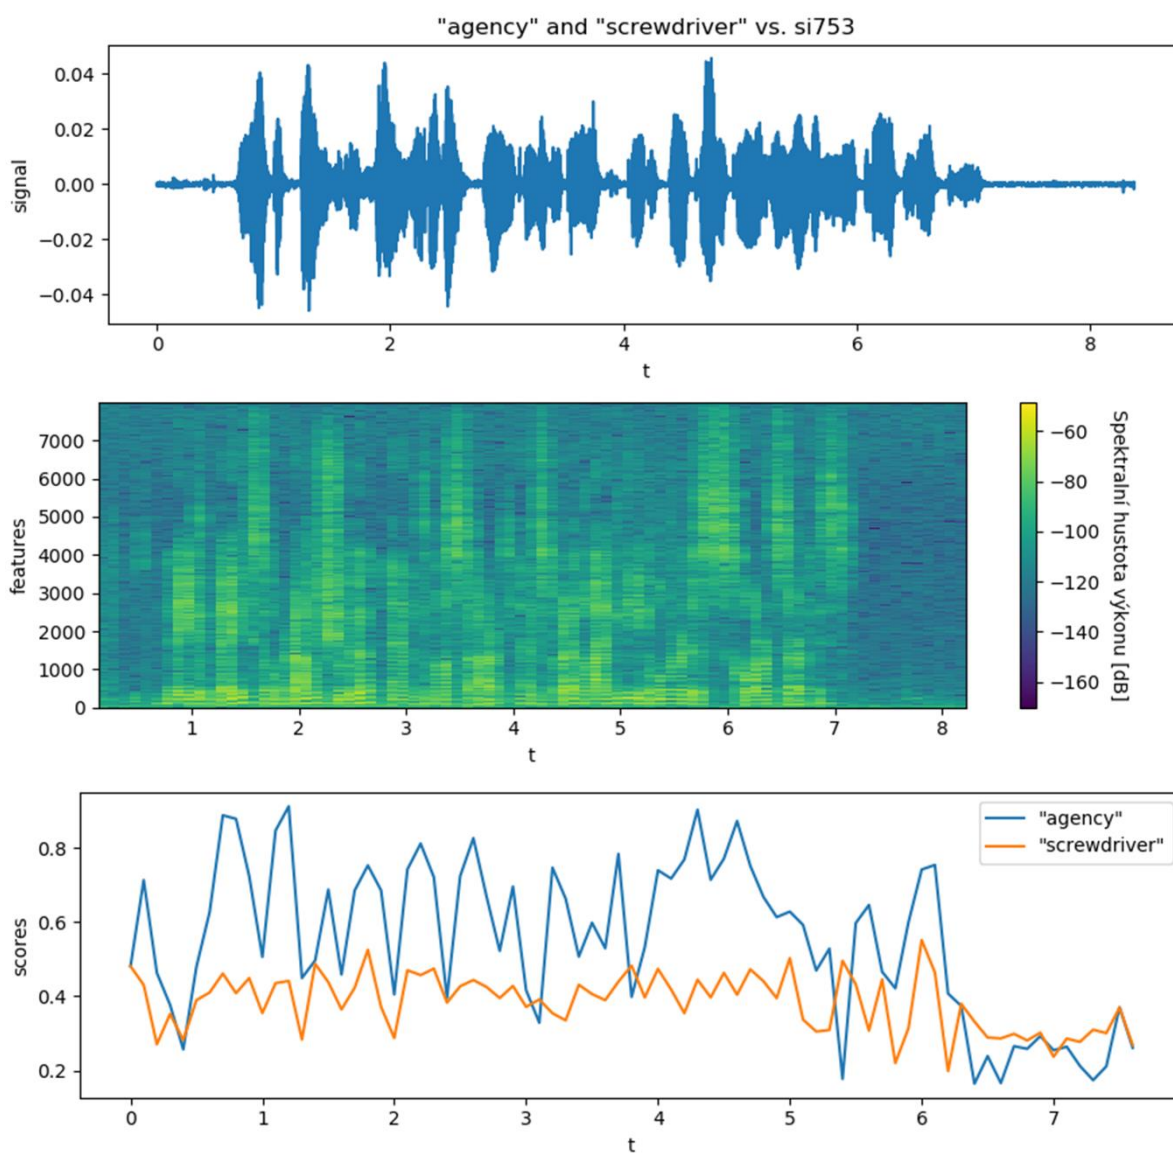 "agency" and "screwdriver" vs. si753
signal
0.04
0.02
0.00
−0.02
−0.04
0 2 4 6 8
t
features
7000
6000
5000
4000
3000
2000
1000
0
1 2 3 4 5 6 7 8
t
−60
−80
−100
−120
−140
−160
Spektralní hustota výkonu [dB]
scores
0.8
0.6
0.4
0.2
"agency"
"screwdriver"
0 1 2 3 4 5 6 7
t